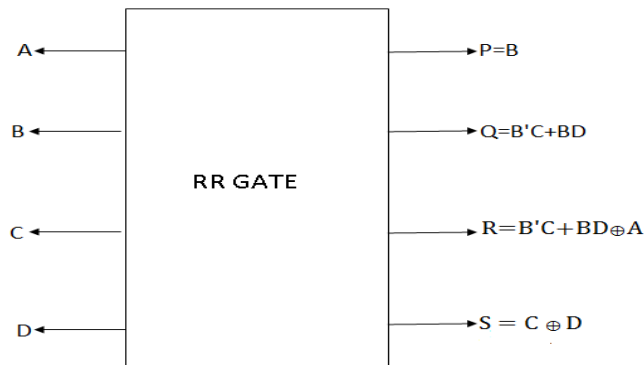 A
P=B
B
Q=B'C+BD
RR GATE
C
R=B'C+BD⊕A
D
S = C ⊕ D